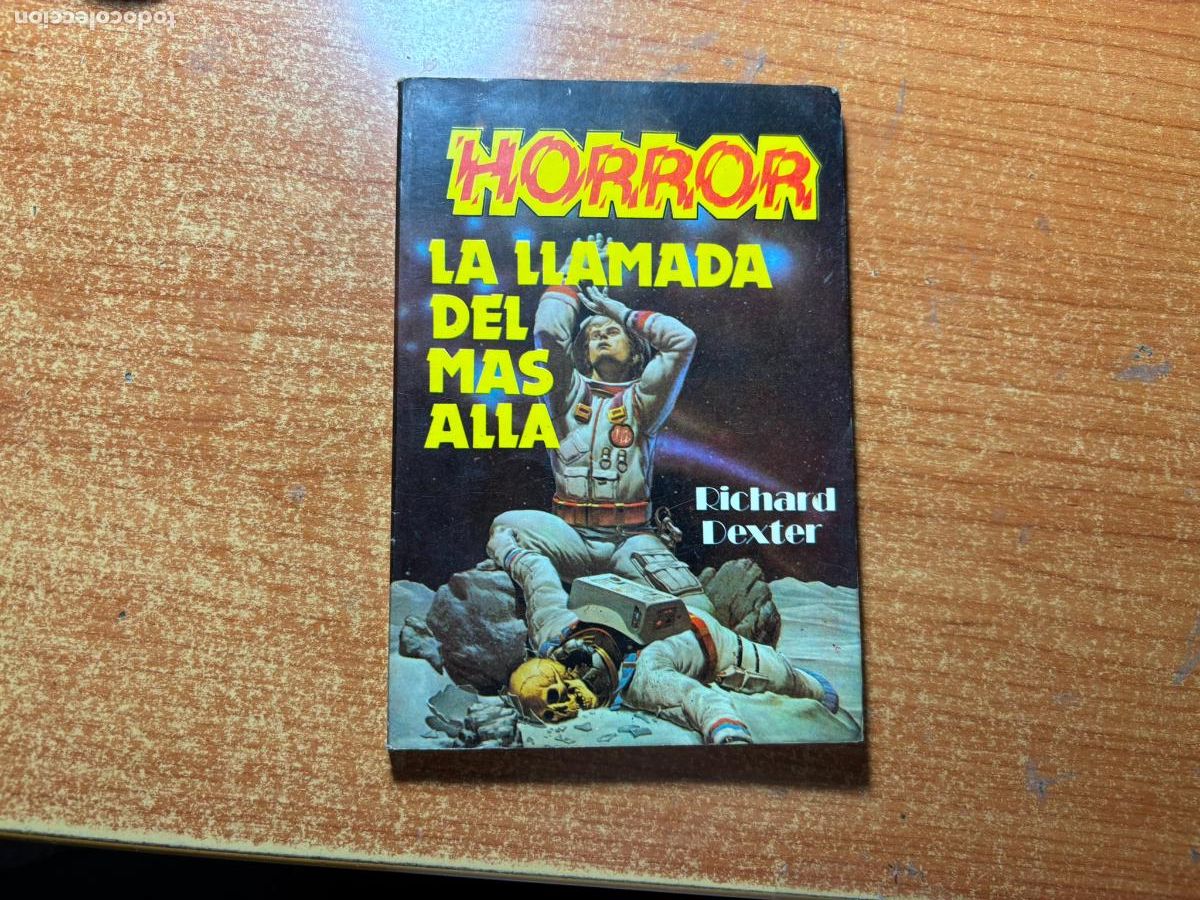 todocoleccion
HORROR
LA LLAMADA
DEL
MAS
ALLA
Richard
Dexter